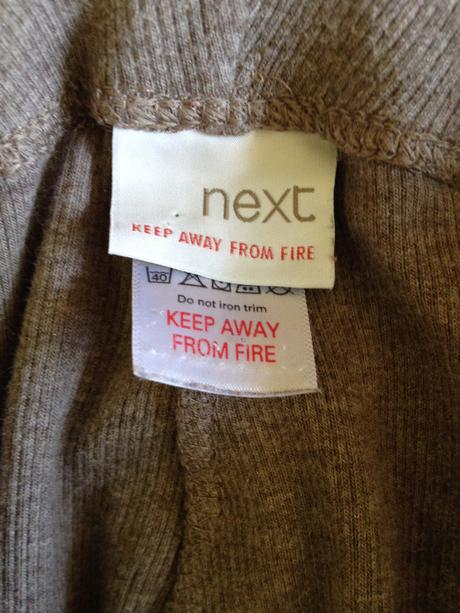 next
KEEP AWAY FROM FIRE
40
Do not iron trim
KEEP AWAY
FROM FIRE